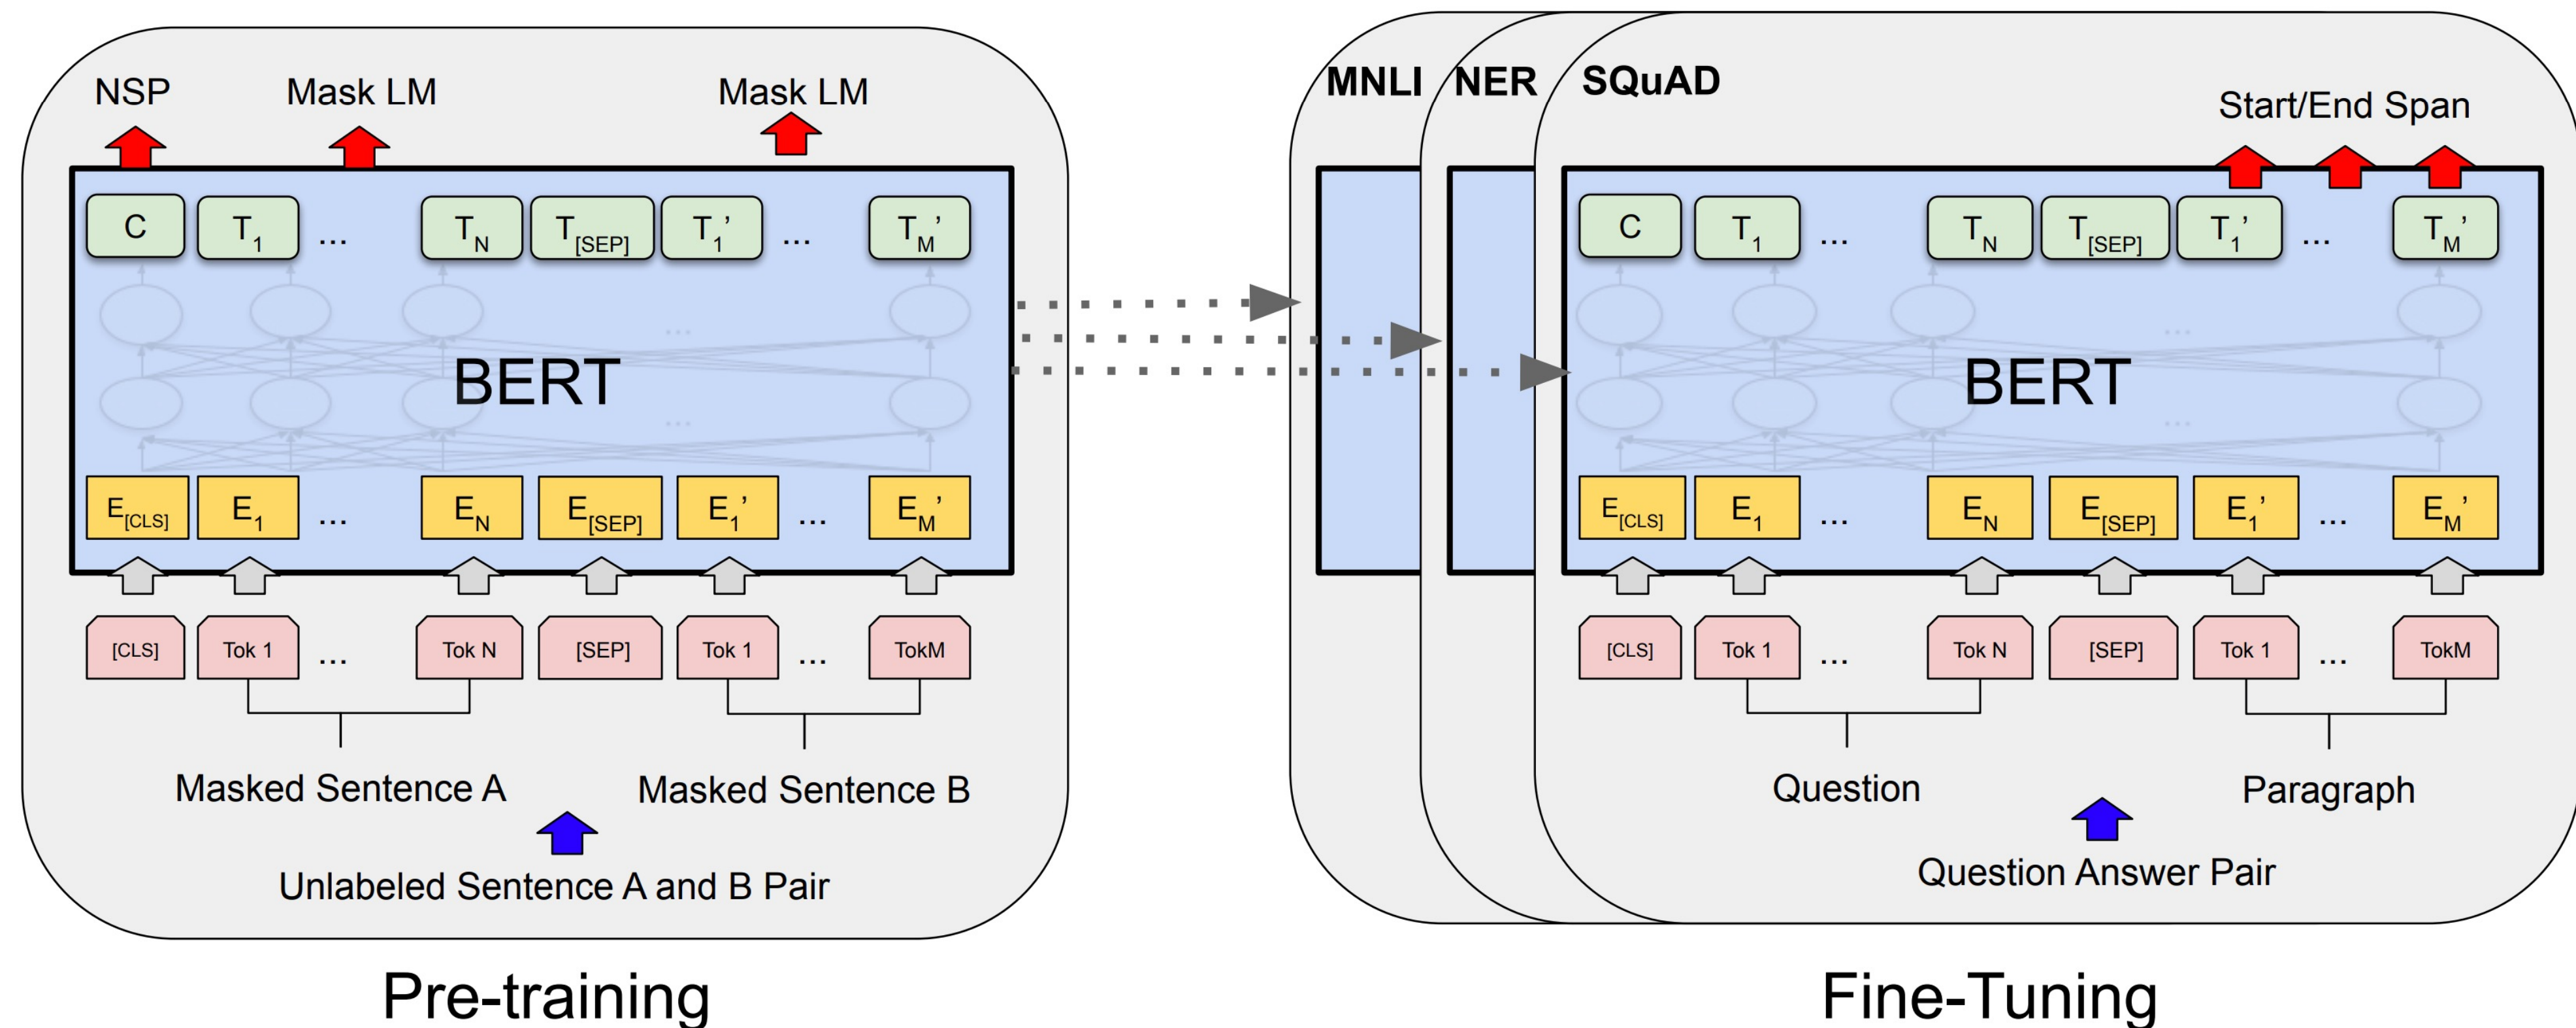 NSP Mask LM Mask LM
C T1 ... TN T[SEP] T1’ ... TM’
...
BERT
...
E[CLS] E1 ... EN E[SEP] E1’ ... EM’
[CLS] Tok 1 ... Tok N [SEP] Tok 1 ... TokM
Masked Sentence A Masked Sentence B
Unlabeled Sentence A and B Pair
Pre-training
MNLI NER SQuAD
Start/End Span
C T1 ... TN T[SEP] T1’ ... TM’
...
BERT
...
E[CLS] E1 ... EN E[SEP] E1’ ... EM’
[CLS] Tok 1 ... Tok N [SEP] Tok 1 ... TokM
Question Paragraph
Question Answer Pair
Fine-Tuning